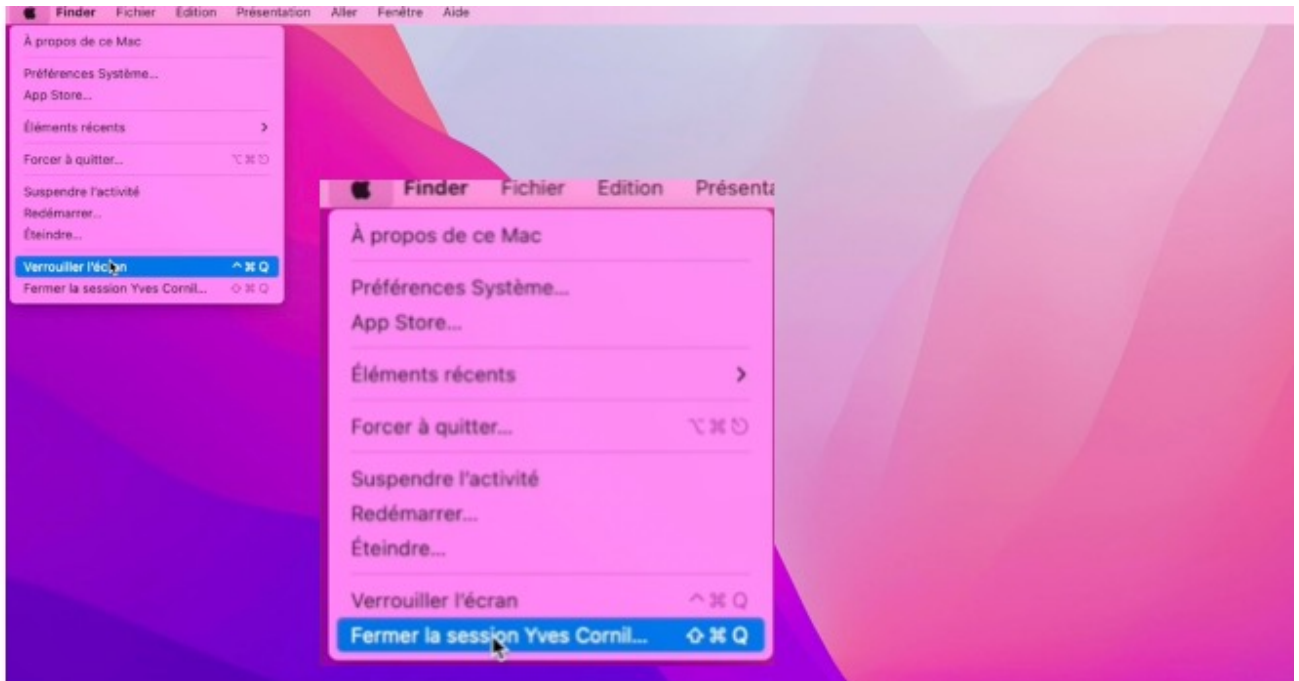 Finder Fichier Edition Présentation Aller Fenêtre Aide
À propos de ce Mac
Préférences Système...
App Store...
Éléments récents >
Forcer à quitter... ⌥⌘⎋
Suspendre l'activité
Redémarrer...
Éteindre...
Verrouiller l'écran ^⌘Q
Fermer la session Yves Cornil... ⇧⌘Q
Finder Fichier Edition Présenta
À propos de ce Mac
Préférences Système...
App Store...
Éléments récents >
Forcer à quitter... ⌥⌘⎋
Suspendre l'activité
Redémarrer...
Éteindre...
Verrouiller l'écran ^⌘Q
Fermer la session Yves Cornil... ⇧⌘Q